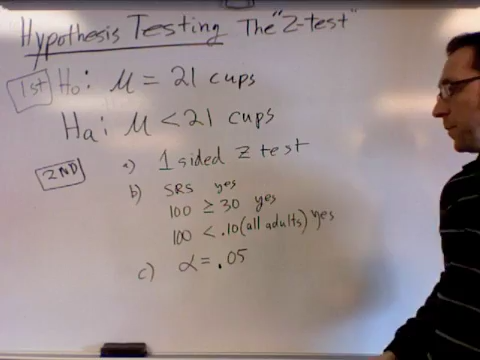 Hypothesis Testing The "Z-test"
1st Ho: μ = 21 cups
Ha: μ < 21 cups
2ND a) 1 sided Z test
b) SRS yes
100 ≥ 30 yes
100 < .10(all adults) yes
c) α = .05